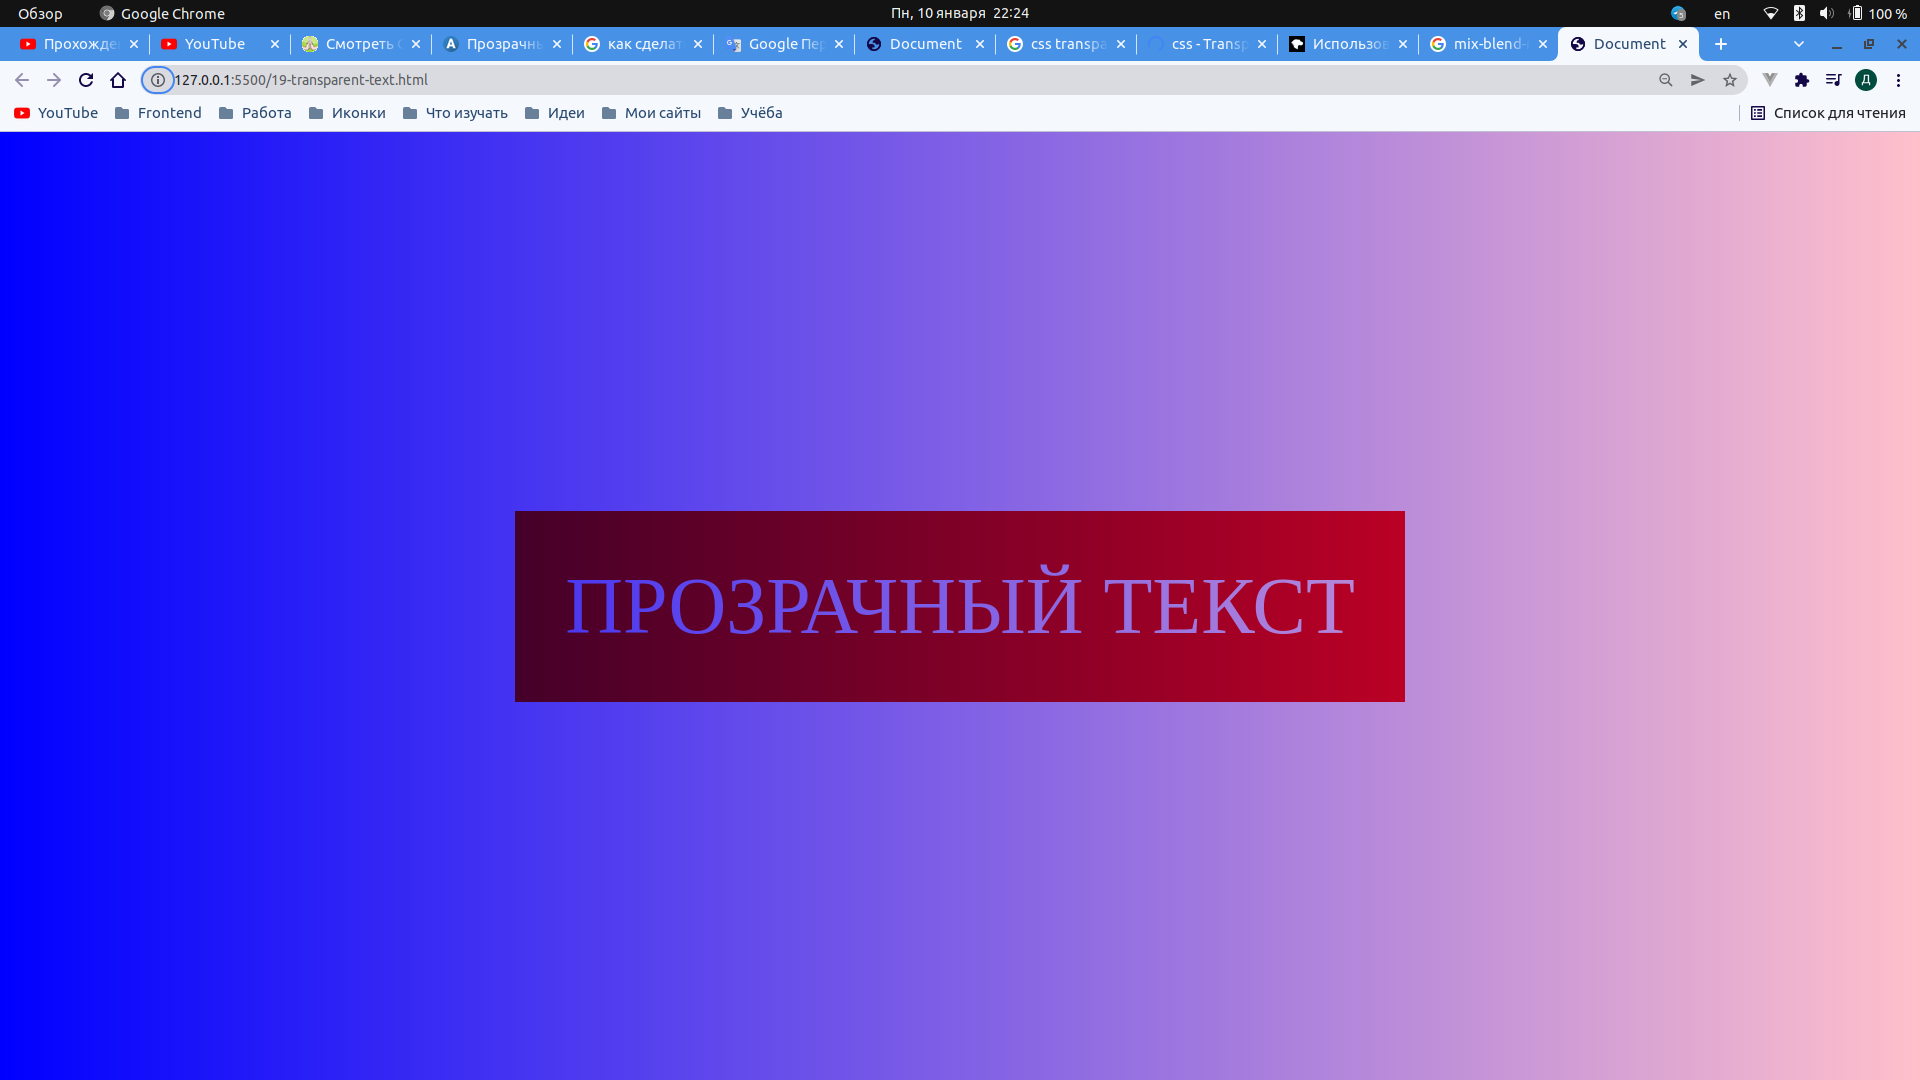 Обзор Google Chrome Пн, 10 января 22:24 en 100 %
Прохожде YouTube Смотреть Прозрачн как сделат Google Пер Document css transpa css - Transp Использов mix-blend- Document
127.0.0.1:5500/19-transparent-text.html Д
YouTube Frontend Работа Иконки Что изучать Идеи Мои сайты Учёба Список для чтения
ПРОЗРАЧНЫЙ ТЕКСТ